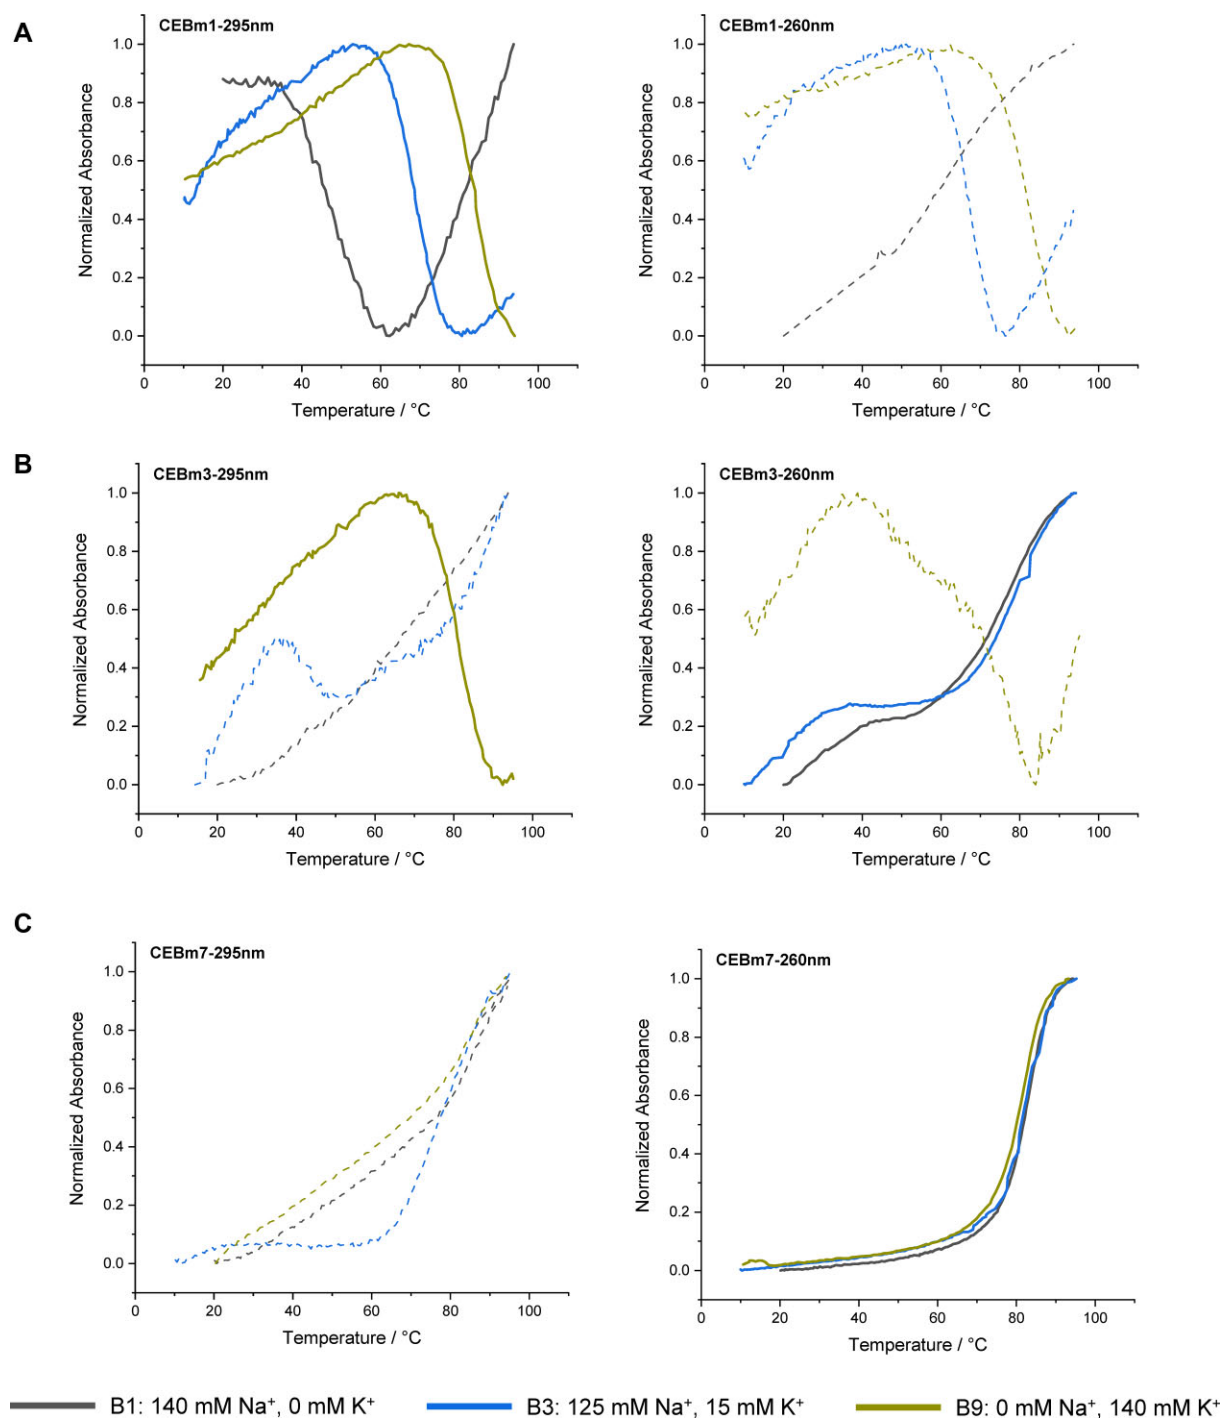 A
CEBm1-295nm
Normalized Absorbance
1.0
0.8
0.6
0.4
0.2
0.0
0 20 40 60 80 100
Temperature / °C
CEBm1-260nm
Normalized Absorbance
1.0
0.8
0.6
0.4
0.2
0.0
0 20 40 60 80 100
Temperature / °C
B
CEBm3-295nm
Normalized Absorbance
1.0
0.8
0.6
0.4
0.2
0.0
0 20 40 60 80 100
Temperature / °C
CEBm3-260nm
Normalized Absorbance
1.0
0.8
0.6
0.4
0.2
0.0
0 20 40 60 80 100
Temperature / °C
C
CEBm7-295nm
Normalized Absorbance
1.0
0.8
0.6
0.4
0.2
0.0
0 20 40 60 80 100
Temperature / °C
CEBm7-260nm
Normalized Absorbance
1.0
0.8
0.6
0.4
0.2
0.0
0 20 40 60 80 100
Temperature / °C
B1: 140 mM Na⁺, 0 mM K⁺
B3: 125 mM Na⁺, 15 mM K⁺
B9: 0 mM Na⁺, 140 mM K⁺